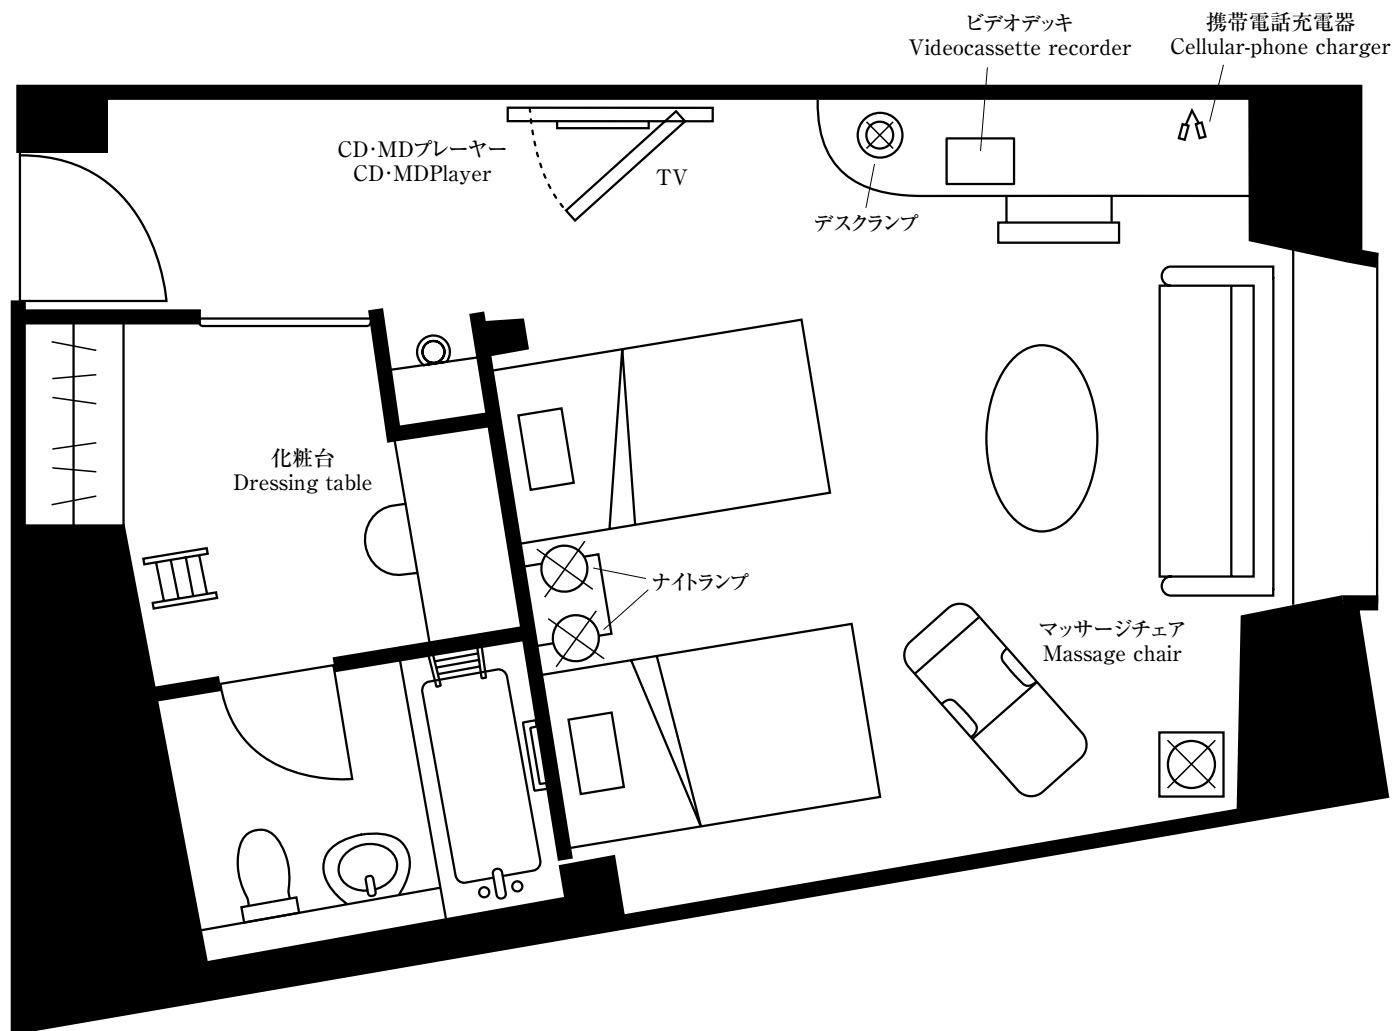 ビデオデッキ
Videocassette recorder
携帯電話充電器
Cellular-phone charger
CD・MDプレーヤー
CD・MDPlayer
TV
デスクランプ
化粧台
Dressing table
ナイトランプ
マッサージチェア
Massage chair